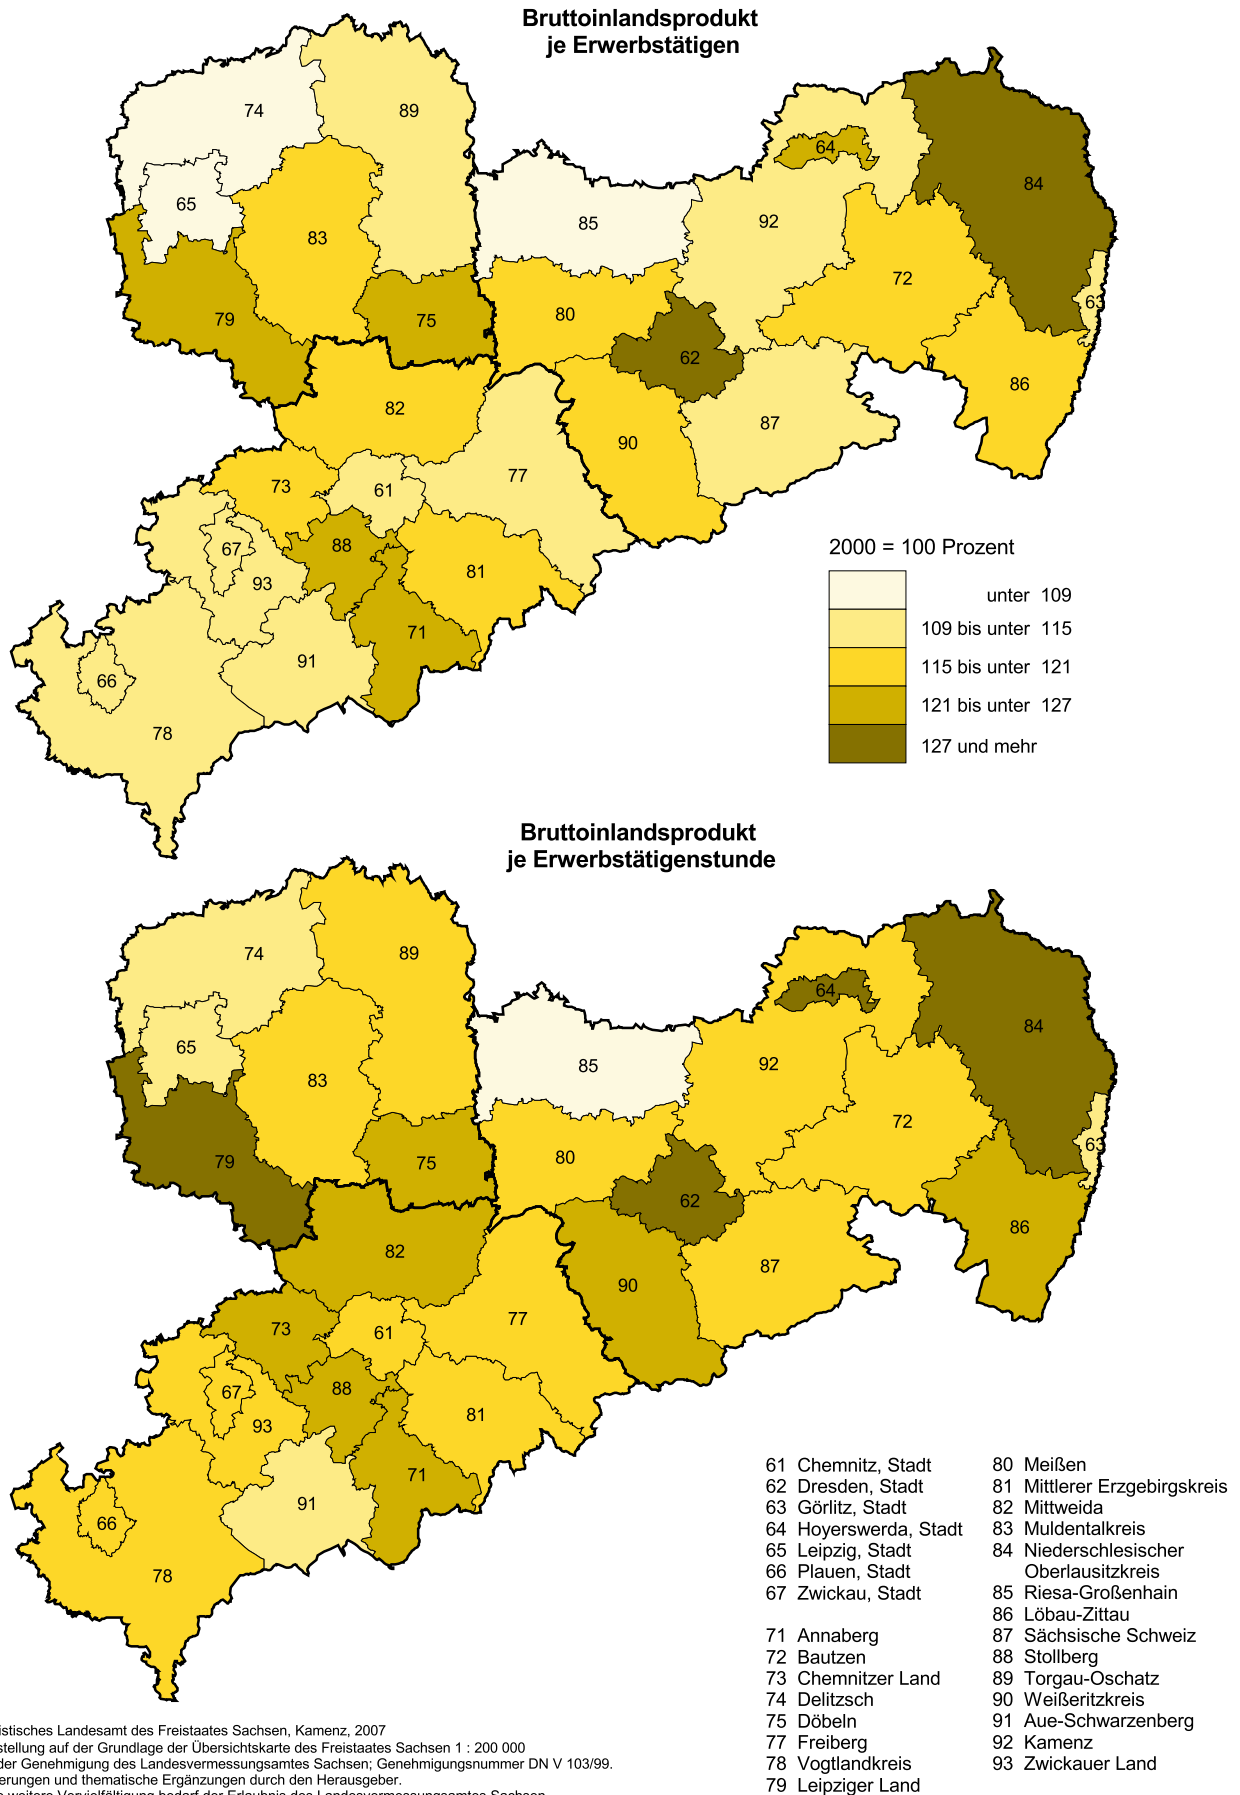 Bruttoinlandsprodukt
je Erwerbstätigen
74
89
64
84
65
83
85
92
72
63
79
75
80
62
86
82
90
87
73
61
77
67
88
93
81
71
91
66
78
2000 = 100 Prozent
unter 109
109 bis unter 115
115 bis unter 121
121 bis unter 127
127 und mehr
Bruttoinlandsprodukt
je Erwerbstätigenstunde
74
89
64
84
65
83
85
92
72
63
79
75
80
62
86
82
90
87
73
61
77
67
88
93
81
71
91
66
78
61 Chemnitz, Stadt
62 Dresden, Stadt
63 Görlitz, Stadt
64 Hoyerswerda, Stadt
65 Leipzig, Stadt
66 Plauen, Stadt
67 Zwickau, Stadt
71 Annaberg
72 Bautzen
73 Chemnitzer Land
74 Delitzsch
75 Döbeln
77 Freiberg
78 Vogtlandkreis
79 Leipziger Land
80 Meißen
81 Mittlerer Erzgebirgskreis
82 Mittweida
83 Muldentalkreis
84 Niederschlesischer
Oberlausitzkreis
85 Riesa-Großenhain
86 Löbau-Zittau
87 Sächsische Schweiz
88 Stollberg
89 Torgau-Oschatz
90 Weißeritzkreis
91 Aue-Schwarzenberg
92 Kamenz
93 Zwickauer Land
istisches Landesamt des Freistaates Sachsen, Kamenz, 2007
stellung auf der Grundlage der Übersichtskarte des Freistaates Sachsen 1 : 200 000
der Genehmigung des Landesvermessungsamtes Sachsen; Genehmigungsnummer DN V 103/99.
erungen und thematische Ergänzungen durch den Herausgeber.
weitere Vervielfältigung bedarf der Erlaubnis des Landesvermessungsamtes Sachsen